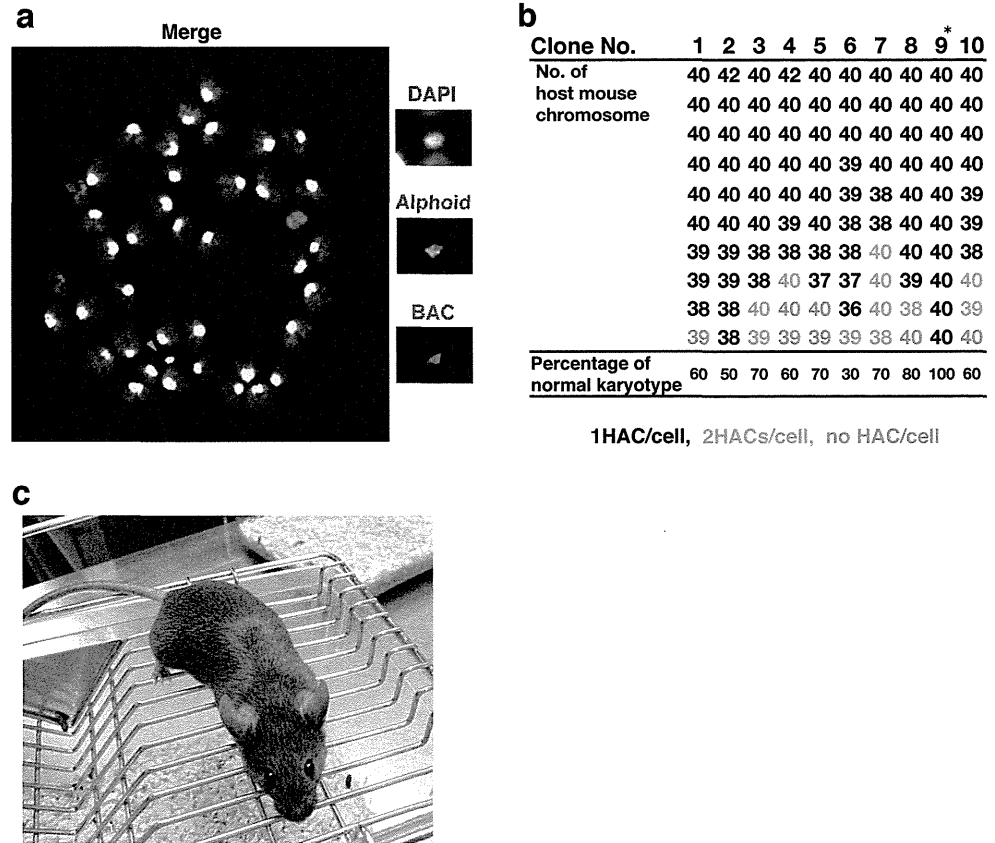 a
Merge
DAPI
Alphoid
BAC
b
*
Clone No. 1 2 3 4 5 6 7 8 9 10
No. of host mouse chromosome
40 42 40 42 40 40 40 40 40 40
40 40 40 40 40 40 40 40 40 40
40 40 40 40 40 40 40 40 40 40
40 40 40 40 40 39 40 40 40 40
40 40 40 40 40 39 38 40 40 39
40 40 40 39 40 38 38 40 40 39
39 39 38 38 38 38 40 40 40 38
39 39 38 40 37 37 40 39 40 40
38 38 40 40 40 36 40 38 40 39
39 38 39 39 39 39 38 40 40 40
Percentage of normal karyotype 60 50 70 60 70 30 70 80 100 60
1HAC/cell, 2HACs/cell, no HAC/cell
c